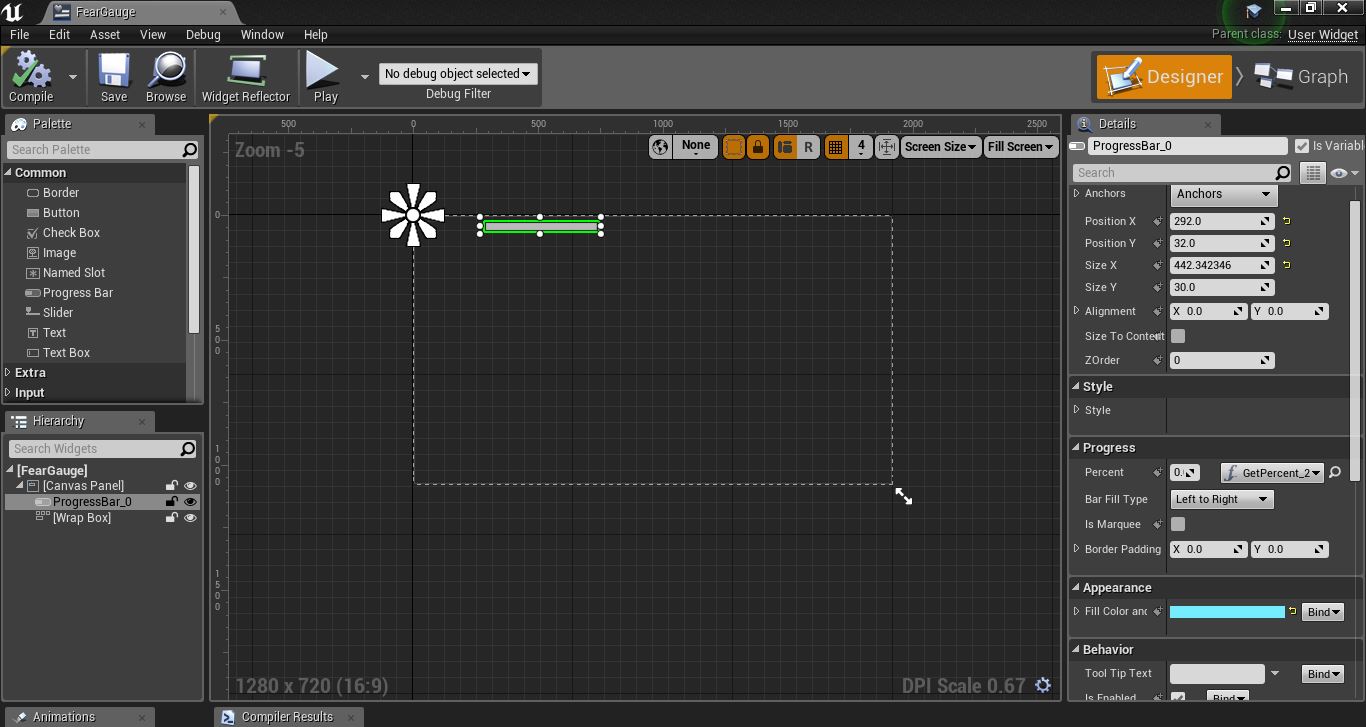 FearGauge
File Edit Asset View Debug Window Help
Parent class: User Widget
Compile
Save
Browse
Widget Reflector
Play
No debug object selected
Debug Filter
Designer
Graph
Palette
Search Palette
Common
Border
Button
Check Box
Image
Named Slot
Progress Bar
Slider
Text
Text Box
Extra
Input
Hierarchy
Search Widgets
[FearGauge]
[Canvas Panel]
ProgressBar_0
[Wrap Box]
Animations
500 0 500 1000 1500 2000 2500
Zoom -5
None
R
4
Screen Size
Fill Screen
0
500
1000
1500
1280 x 720 (16:9)
DPI Scale 0.67
Compiler Results
Details
ProgressBar_0
Is Variabl
Search
Anchors Anchors
Position X 292.0
Position Y 32.0
Size X 442.342346
Size Y 30.0
Alignment X 0.0 Y 0.0
Size To Content
ZOrder 0
Style
Style
Progress
Percent 0. GetPercent_2
Bar Fill Type Left to Right
Is Marquee
Border Padding X 0.0 Y 0.0
Appearance
Fill Color and Bind
Behavior
Tool Tip Text Bind
Is Enabled Bind